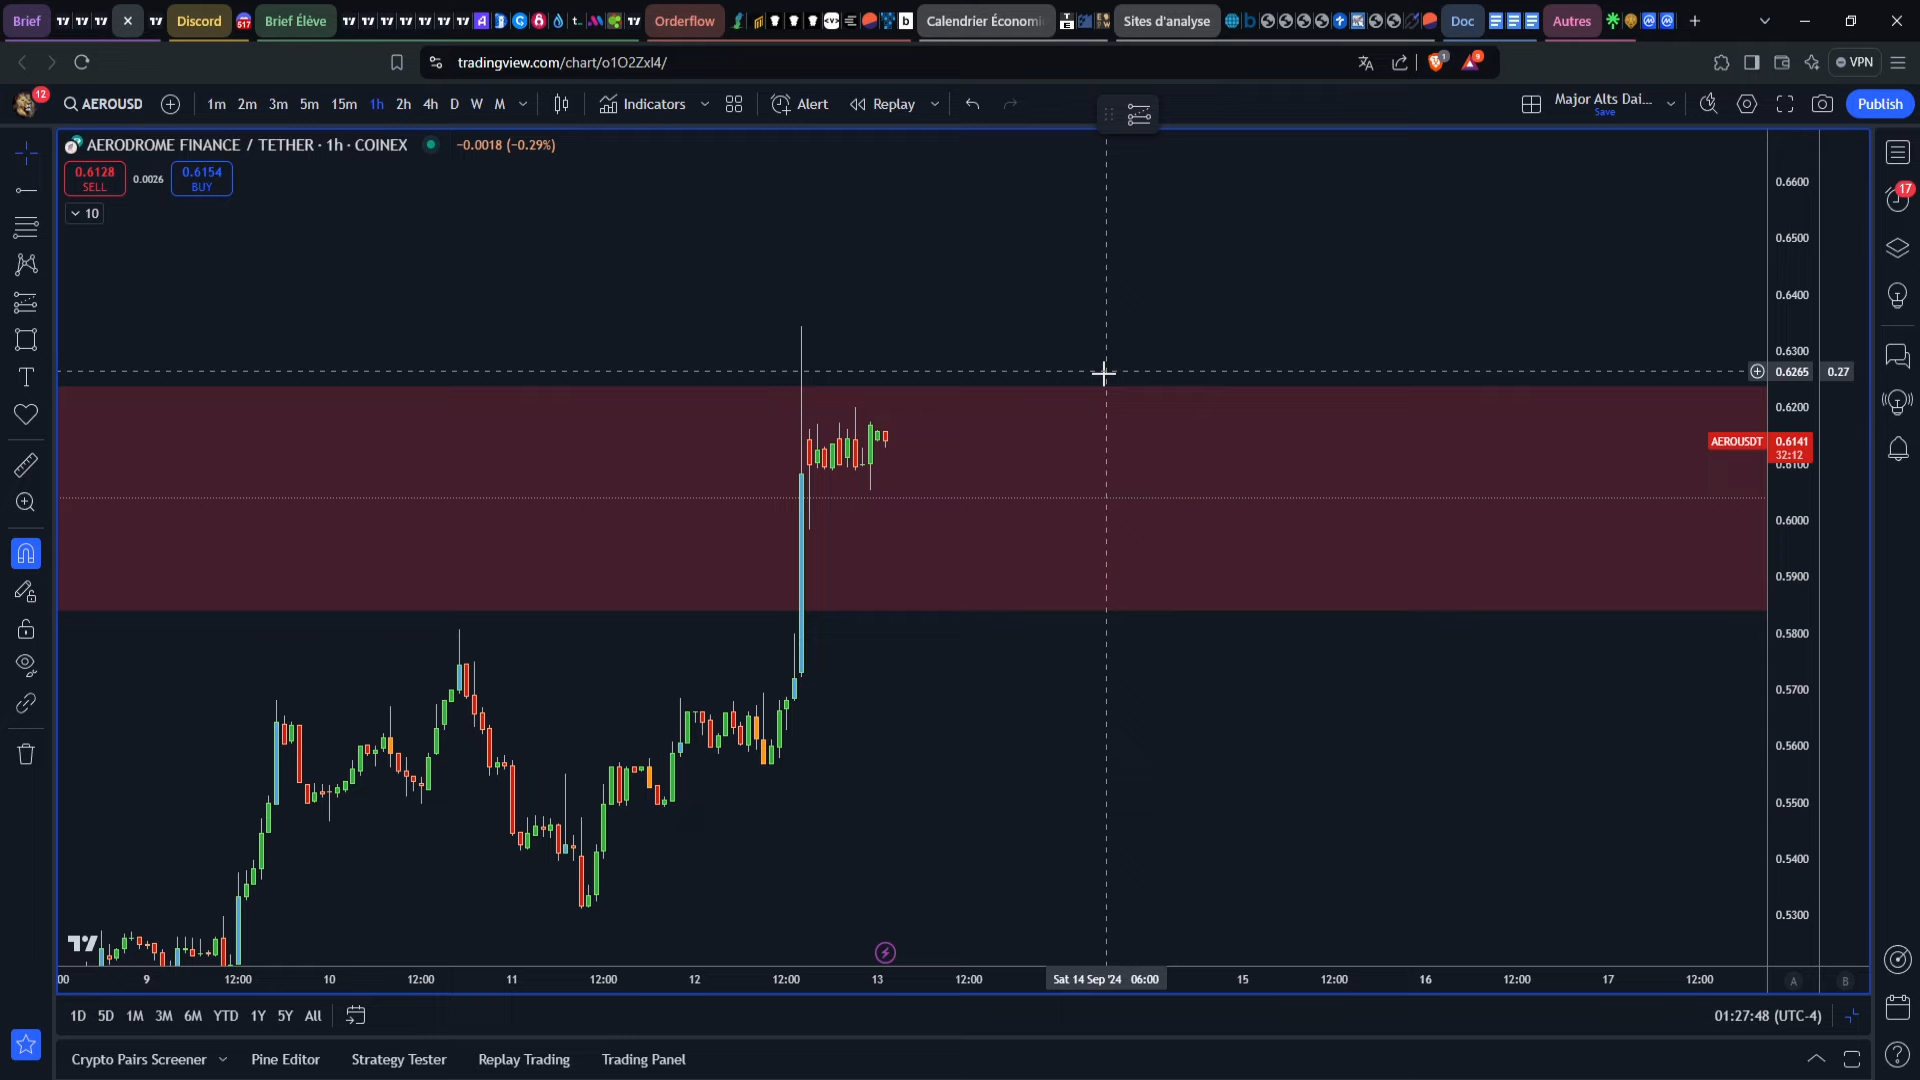 Brief
Discord
517
Brief Élève
Orderflow
Calendrier Économi
Sites d'analyse
Doc
Autres
tradingview.com/chart/o1O2Zxl4/
1
9
VPN
12
AEROUSD
1m 2m 3m 5m 15m 1h 2h 4h D W M
Indicators
Alert
Replay
Major Alts Dai...
Save
Publish
AERODROME FINANCE / TETHER · 1h · COINEX
−0.0018 (−0.29%)
0.6128
SELL
0.0026
0.6154
BUY
10
17
0.6600
0.6500
0.6400
0.6300
0.6265 0.27
0.6200
AEROUSDT 0.6141
32:12
0.6100
0.6000
0.5900
0.5800
0.5700
0.5600
0.5500
0.5400
0.5300
:00 9 12:00 10 12:00 11 12:00 12 12:00 13 12:00 Sat 14 Sep '24 06:00 15 12:00 16 12:00 17 12:00
A B
1D 5D 1M 3M 6M YTD 1Y 5Y All
01:27:48 (UTC-4)
Crypto Pairs Screener
Pine Editor
Strategy Tester
Replay Trading
Trading Panel